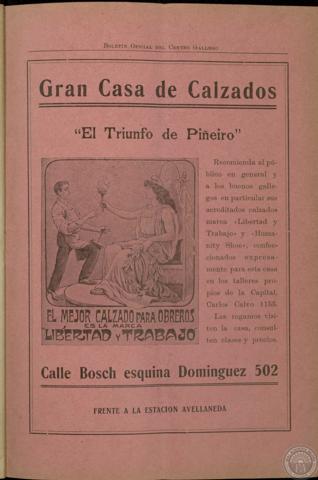 BOLETIN OFICIAL DEL CENTRO GALLEGO
Gran Casa de Calzados
"El Triunfo de Piñeiro"
Recomienda al pú-
blico en general y
a los buenos galle-
gos en particular sus
acreditados calzados
marca «Libertad y
Trabajo» y «Huma-
nity Shoe», confec-
cionados expresa-
mente para esta casa
en los talleres pro-
pios de la Capital,
Carlos Calvo 1153.
Les rogamos visi-
ten la casa, consul-
ten clases y precios.
EL MEJOR CALZADO PARA OBREROS
ES LA MARCA
LIBERTAD Y TRABAJO
Calle Bosch esquina Dominguez 502
FRENTE A LA ESTACION AVELLANEDA